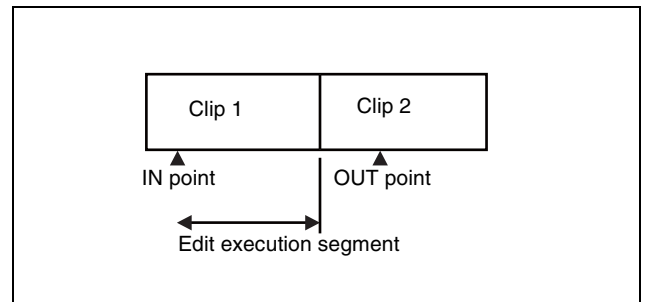 Clip 1
Clip 2
IN point
OUT point
Edit execution segment